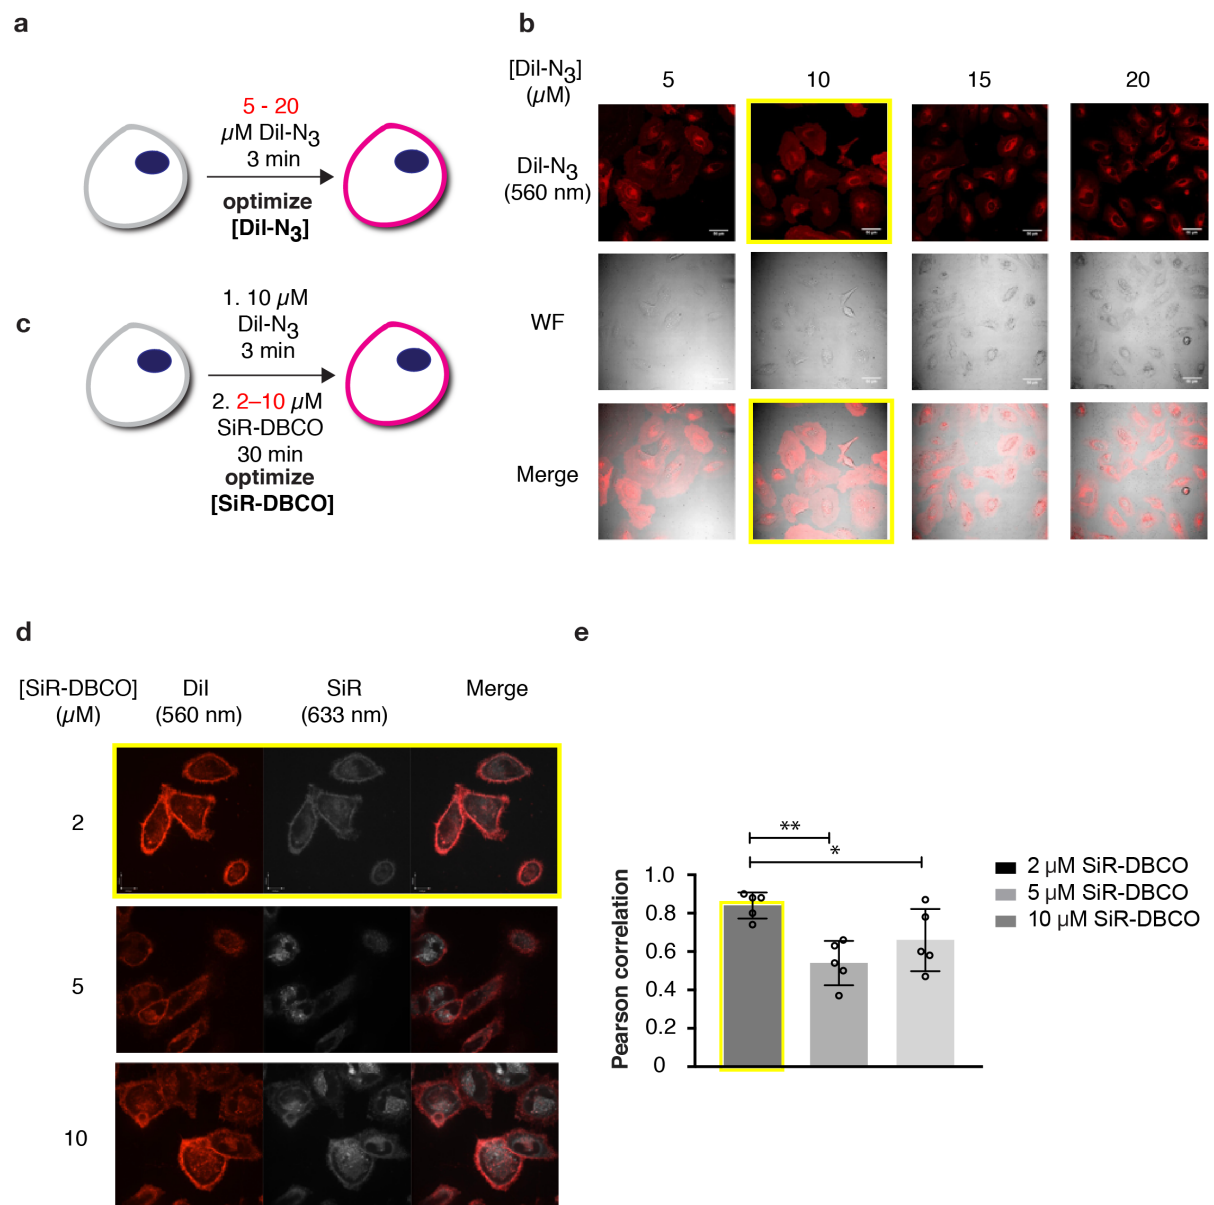 a
5 - 20
µM DiI-N3
3 min
optimize
[DiI-N3]
b
[DiI-N3]
(µM)
5
10
15
20
DiI-N3
(560 nm)
WF
Merge
c
1. 10 µM
DiI-N3
3 min
2. 2–10 µM
SiR-DBCO
30 min
optimize
[SiR-DBCO]
d
[SiR-DBCO]
(µM)
DiI
(560 nm)
SiR
(633 nm)
Merge
2
5
10
e
**
*
Pearson correlation
1.0
0.8
0.6
0.4
0.2
0
2 µM SiR-DBCO
5 µM SiR-DBCO
10 µM SiR-DBCO